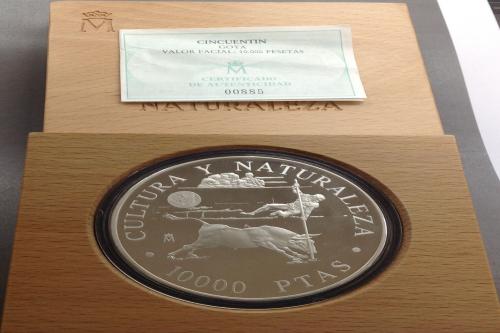 CINCUENTIN
GOYA
VALOR FACIAL: 10.000 PESETAS
M
CERTIFICADO
DE AUTENTICIDAD
00885
NATURALEZA
CULTURA Y NATURALEZA
M
10000 PTAS